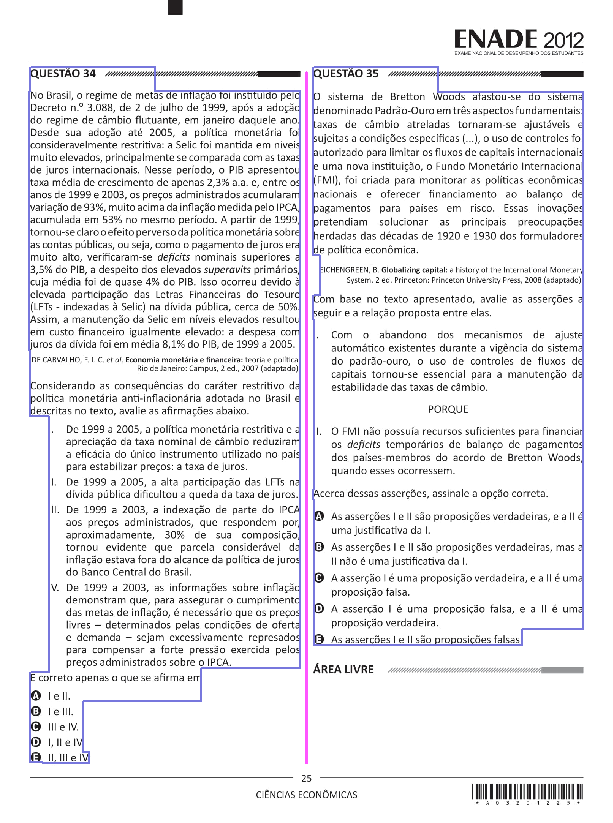 ENADE 2012
EXAME NACIONAL DE DESEMPENHO DOS ESTUDANTES
QUESTÃO 34
No Brasil, o regime de metas de inflação foi instituído pelo
Decreto n.º 3.088, de 2 de julho de 1999, após a adoção
do regime de câmbio flutuante, em janeiro daquele ano.
Desde sua adoção até 2005, a política monetária foi
consideravelmente restritiva: a Selic foi mantida em níveis
muito elevados, principalmente se comparada com as taxas
de juros internacionais. Nesse período, o PIB apresentou
taxa média de crescimento de apenas 2,3% a.a. e, entre os
anos de 1999 e 2003, os preços administrados acumularam
variação de 93%, muito acima da inflação medida pelo IPCA,
acumulada em 53% no mesmo período. A partir de 1999,
tornou-se claro o efeito perverso da política monetária sobre
as contas públicas, ou seja, como o pagamento de juros era
muito alto, verificaram-se deficits nominais superiores a
3,5% do PIB, a despeito dos elevados superavits primários,
cuja média foi de quase 4% do PIB. Isso ocorreu devido à
elevada participação das Letras Financeiras do Tesouro
(LFTs - indexadas à Selic) na dívida pública, cerca de 50%.
Assim, a manutenção da Selic em níveis elevados resultou
em custo financeiro igualmente elevado: a despesa com
juros da dívida foi em média 8,1% do PIB, de 1999 a 2005.
DE CARVALHO, F. J. C. et al. Economia monetária e financeira: teoria e política.
Rio de Janeiro: Campus, 2 ed., 2007 (adaptado).
Considerando as consequências do caráter restritivo da
política monetária anti-inflacionária adotada no Brasil e
descritas no texto, avalie as afirmações abaixo.
I. De 1999 a 2005, a política monetária restritiva e a
apreciação da taxa nominal de câmbio reduziram
a eficácia do único instrumento utilizado no país
para estabilizar preços: a taxa de juros.
II. De 1999 a 2005, a alta participação das LFTs na
dívida pública dificultou a queda da taxa de juros.
III. De 1999 a 2003, a indexação de parte do IPCA
aos preços administrados, que respondem por,
aproximadamente, 30% de sua composição,
tornou evidente que parcela considerável da
inflação estava fora do alcance da política de juros
do Banco Central do Brasil.
IV. De 1999 a 2003, as informações sobre inflação
demonstram que, para assegurar o cumprimento
das metas de inflação, é necessário que os preços
livres – determinados pelas condições de oferta
e demanda – sejam excessivamente represados
para compensar a forte pressão exercida pelos
preços administrados sobre o IPCA.
É correto apenas o que se afirma em
A I e II.
B I e III.
C III e IV.
D I, II e IV.
E II, III e IV.
QUESTÃO 35
O sistema de Bretton Woods afastou-se do sistema
denominado Padrão-Ouro em três aspectos fundamentais:
taxas de câmbio atreladas tornaram-se ajustáveis e
sujeitas a condições específicas (...), o uso de controles foi
autorizado para limitar os fluxos de capitais internacionais
e uma nova instituição, o Fundo Monetário Internacional
(FMI), foi criada para monitorar as políticas econômicas
nacionais e oferecer financiamento ao balanço de
pagamentos para países em risco. Essas inovações
pretendiam solucionar as principais preocupações
herdadas das décadas de 1920 e 1930 dos formuladores
de política econômica.
EICHENGREEN, B. Globalizing capital: a history of the International Monetary
System. 2 ed. Princeton: Princeton University Press, 2008 (adaptado).
Com base no texto apresentado, avalie as asserções a
seguir e a relação proposta entre elas.
I. Com o abandono dos mecanismos de ajuste
automático existentes durante a vigência do sistema
do padrão-ouro, o uso de controles de fluxos de
capitais tornou-se essencial para a manutenção da
estabilidade das taxas de câmbio.
PORQUE
II. O FMI não possuía recursos suficientes para financiar
os deficits temporários de balanço de pagamentos
dos países-membros do acordo de Bretton Woods,
quando esses ocorressem.
Acerca dessas asserções, assinale a opção correta.
A As asserções I e II são proposições verdadeiras, e a II é
uma justificativa da I.
B As asserções I e II são proposições verdadeiras, mas a
II não é uma justificativa da I.
C A asserção I é uma proposição verdadeira, e a II é uma
proposição falsa.
D A asserção I é uma proposição falsa, e a II é uma
proposição verdadeira.
E As asserções I e II são proposições falsas.
ÁREA LIVRE
25
CIÊNCIAS ECONÔMICAS